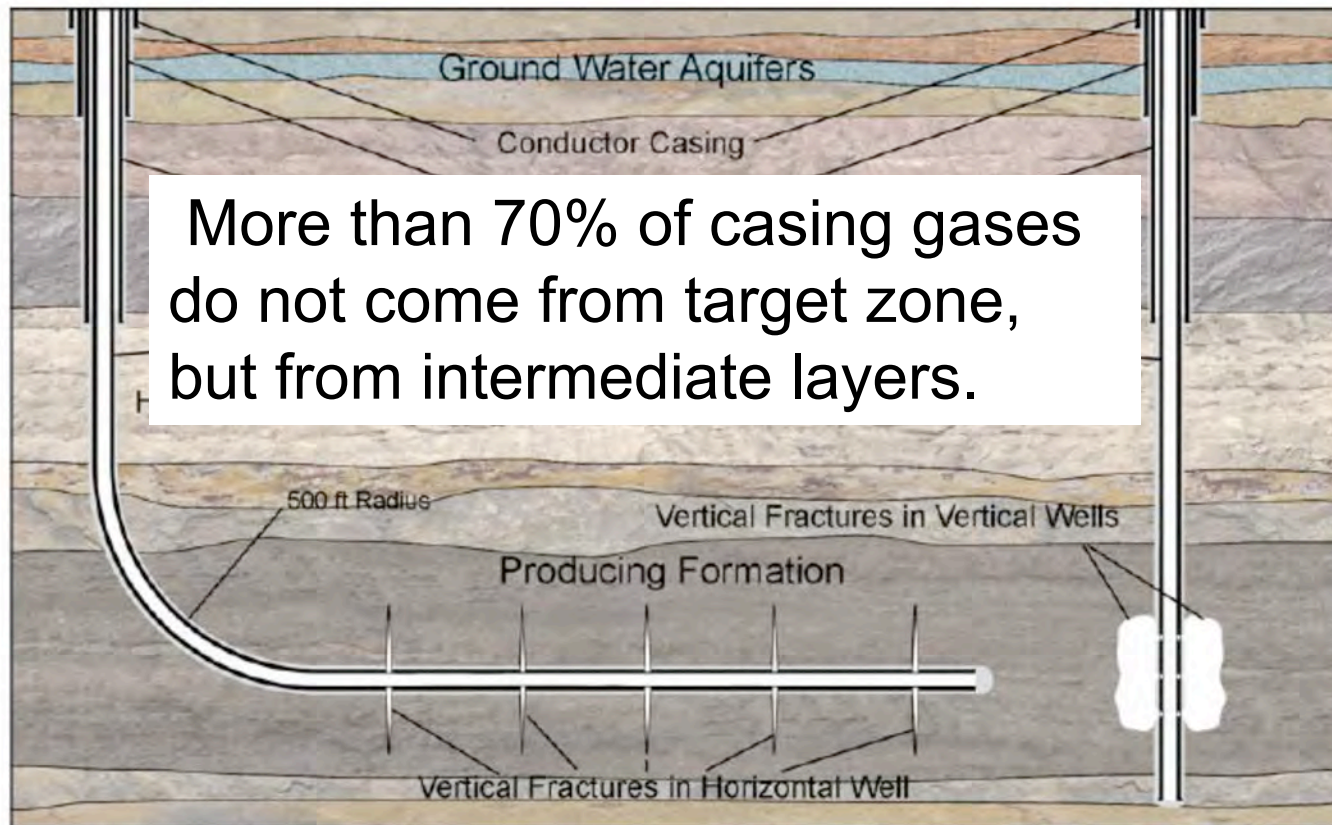 Ground Water Aquifers
Conductor Casing
More than 70% of casing gases
do not come from target zone,
but from intermediate layers.
500 ft Radius
Vertical Fractures in Vertical Wells
Producing Formation
Vertical Fractures in Horizontal Well